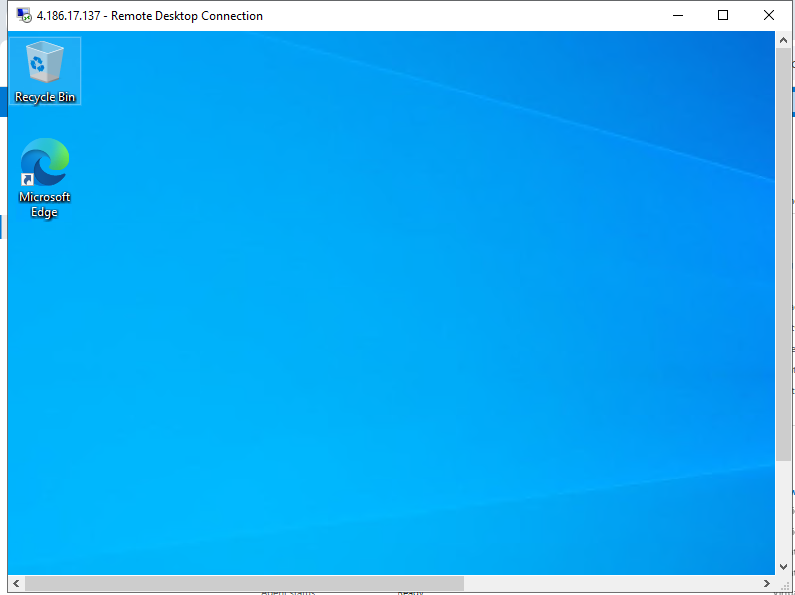 4.186.17.137 - Remote Desktop Connection
Recycle Bin
Microsoft
Edge